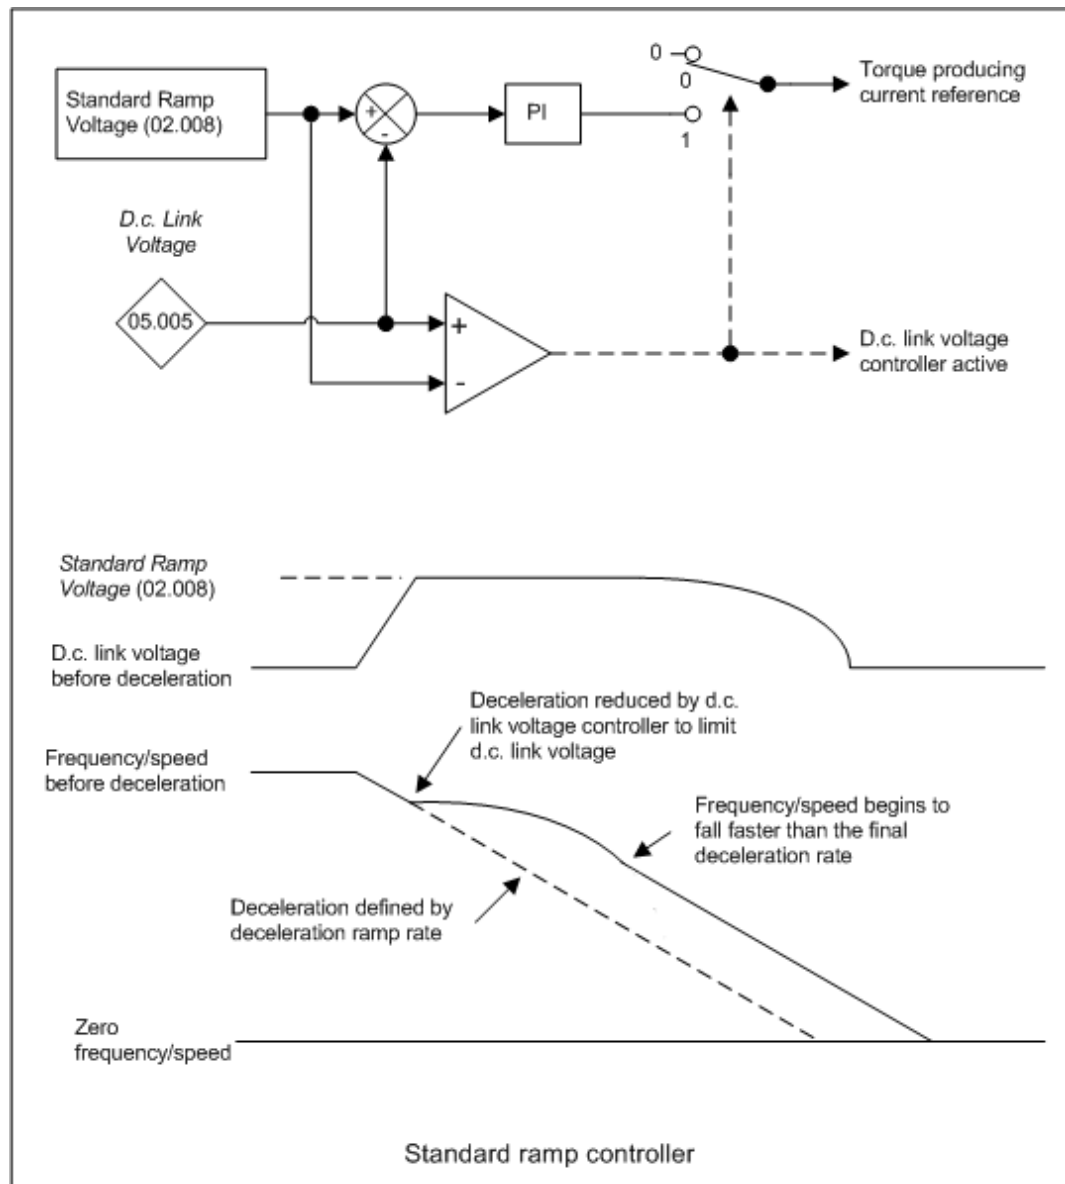 Standard Ramp
Voltage (02.008)
+
-
PI
0
0
1
Torque producing
current reference
D.c. Link
Voltage
05.005
+
-
D.c. link voltage
controller active
Standard Ramp
Voltage (02.008)
D.c. link voltage
before deceleration
Deceleration reduced by d.c.
link voltage controller to limit
d.c. link voltage
Frequency/speed
before deceleration
Frequency/speed begins to
fall faster than the final
deceleration rate
Deceleration defined by
deceleration ramp rate
Zero
frequency/speed
Standard ramp controller